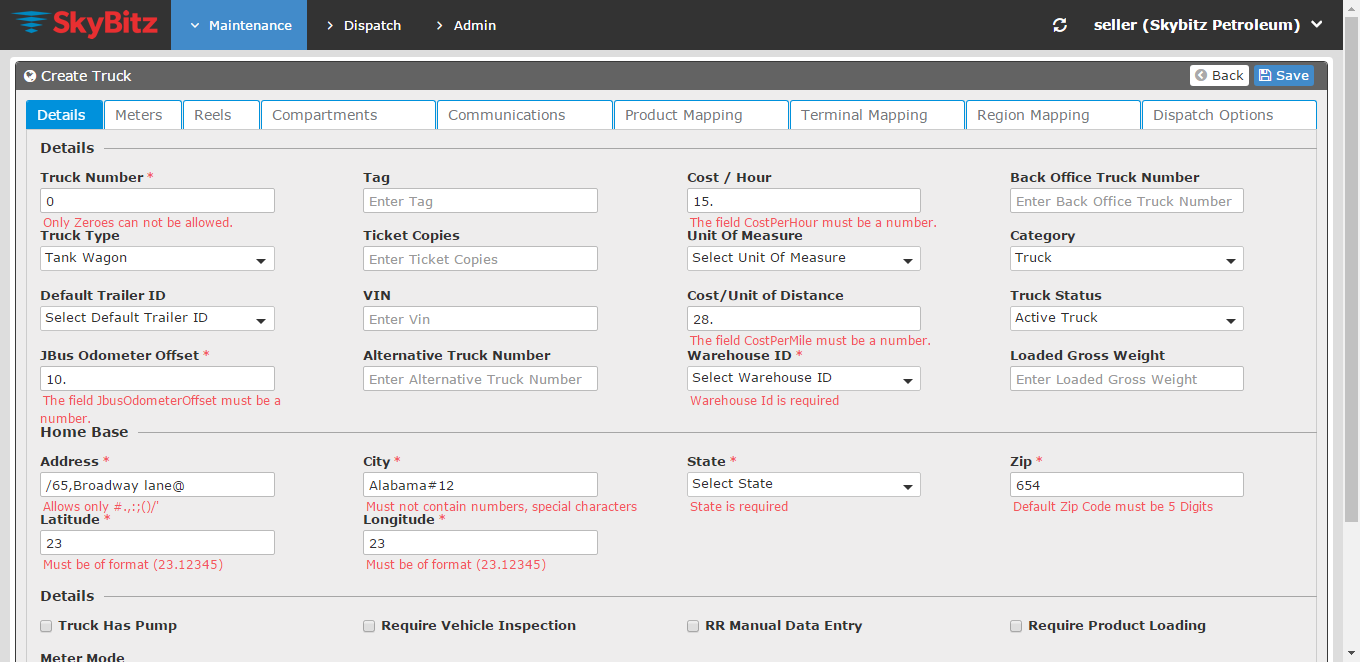 SkyBitz
Maintenance
Dispatch
Admin
seller (Skybitz Petroleum)
Create Truck
Back
Save
Details
Meters
Reels
Compartments
Communications
Product Mapping
Terminal Mapping
Region Mapping
Dispatch Options
Details
Truck Number *
Tag
Cost / Hour
Back Office Truck Number
0
Enter Tag
15.
Enter Back Office Truck Number
Only Zeroes can not be allowed.
The field CostPerHour must be a number.
Truck Type
Ticket Copies
Unit Of Measure
Category
Tank Wagon
Enter Ticket Copies
Select Unit Of Measure
Truck
Default Trailer ID
VIN
Cost/Unit of Distance
Truck Status
Select Default Trailer ID
Enter Vin
28.
Active Truck
The field CostPerMile must be a number.
JBus Odometer Offset *
Alternative Truck Number
Warehouse ID *
Loaded Gross Weight
10.
Enter Alternative Truck Number
Select Warehouse ID
Enter Loaded Gross Weight
The field JbusOdometerOffset must be a
number.
Warehouse Id is required
Home Base
Address *
City *
State *
Zip *
/65,Broadway lane@
Alabama#12
Select State
654
Allows only #.,:;()/'
Must not contain numbers, special characters
State is required
Default Zip Code must be 5 Digits
Latitude *
Longitude *
23
23
Must be of format (23.12345)
Must be of format (23.12345)
Details
Truck Has Pump
Require Vehicle Inspection
RR Manual Data Entry
Require Product Loading
Meter Mode